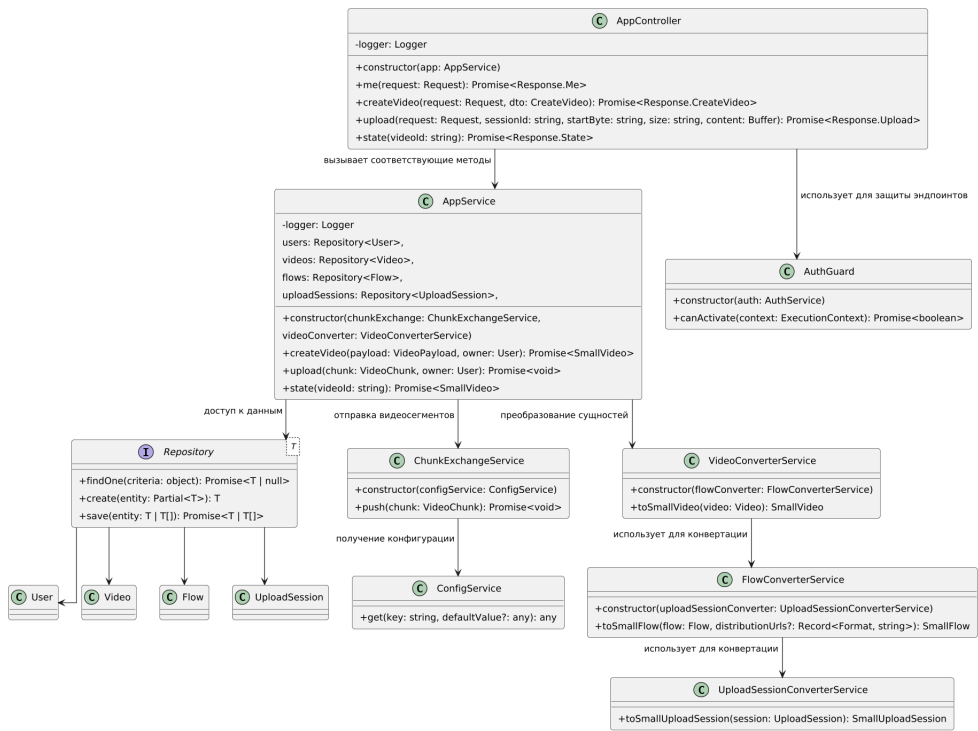 C AppController
-logger: Logger
+constructor(app: AppService)
+me(request: Request): Promise<Response.Me>
+createVideo(request: Request, dto: CreateVideo): Promise<Response.CreateVideo>
+upload(request: Request, sessionId: string, startByte: string, size: string, content: Buffer): Promise<Response.Upload>
+state(videoId: string): Promise<Response.State>
вызывает соответствующие методы
использует для защиты эндпоинтов
C AppService
-logger: Logger
users: Repository<User>,
videos: Repository<Video>,
flows: Repository<Flow>,
uploadSessions: Repository<UploadSession>,
+constructor(chunkExchange: ChunkExchangeService,
videoConverter: VideoConverterService)
+createVideo(payload: VideoPayload, owner: User): Promise<SmallVideo>
+upload(chunk: VideoChunk, owner: User): Promise<void>
+state(videoId: string): Promise<SmallVideo>
C AuthGuard
+constructor(auth: AuthService)
+canActivate(context: ExecutionContext): Promise<boolean>
доступ к данным
отправка видеосегментов
преобразование сущностей
I Repository
T
+findOne(criteria: object): Promise<T | null>
+create(entity: Partial<T>): T
+save(entity: T | T[]): Promise<T | T[]>
C ChunkExchangeService
+constructor(configService: ConfigService)
+push(chunk: VideoChunk): Promise<void>
C VideoConverterService
+constructor(flowConverter: FlowConverterService)
+toSmallVideo(video: Video): SmallVideo
получение конфигурации
использует для конвертации
C User
C Video
C Flow
C UploadSession
C ConfigService
+get(key: string, defaultValue?: any): any
C FlowConverterService
+constructor(uploadSessionConverter: UploadSessionConverterService)
+toSmallFlow(flow: Flow, distributionUrls?: Record<Format, string>): SmallFlow
использует для конвертации
C UploadSessionConverterService
+toSmallUploadSession(session: UploadSession): SmallUploadSession